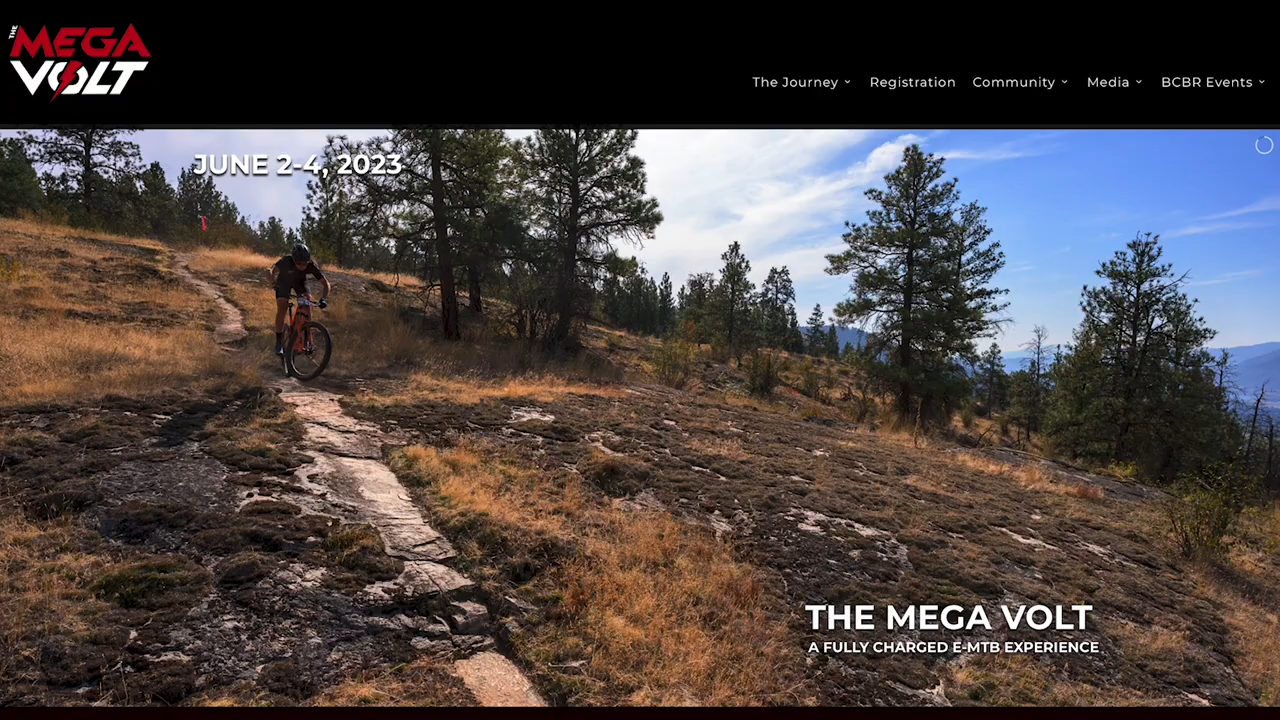 THE
MEGA
VOLT
The Journey
Registration
Community
Media
BCBR Events
JUNE 2-4, 2023
THE MEGA VOLT
A FULLY CHARGED E-MTB EXPERIENCE